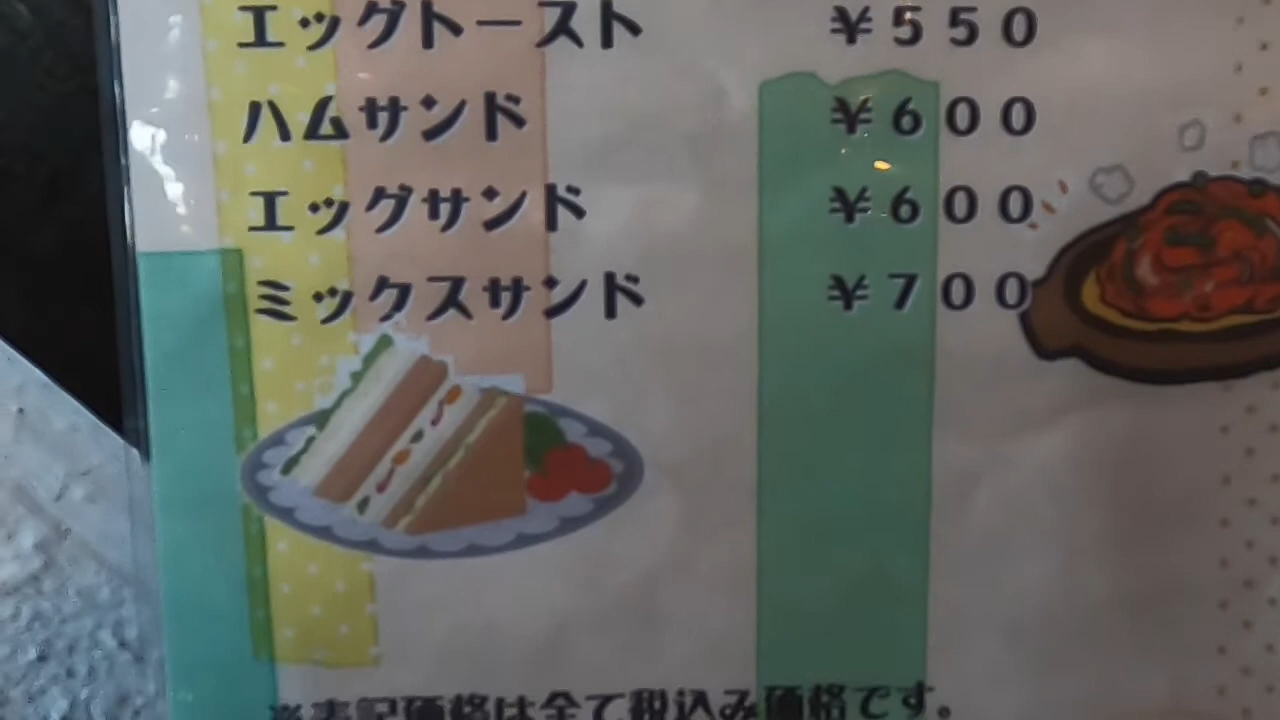 エッグトースト ￥550
ハムサンド ￥600
エッグサンド ￥600
ミックスサンド ￥700
※表記価格は全て税込み価格です。